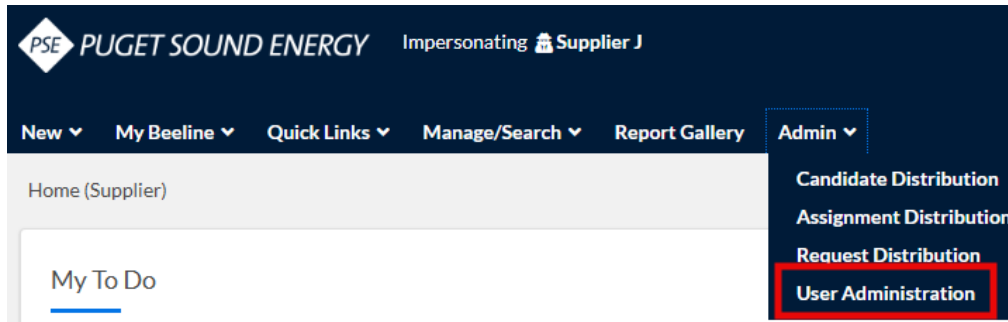 PSE PUGET SOUND ENERGY Impersonating Supplier J
New My Beeline Quick Links Manage/Search Report Gallery Admin
Home (Supplier)
Candidate Distribution
Assignment Distribution
Request Distribution
User Administration
My To Do